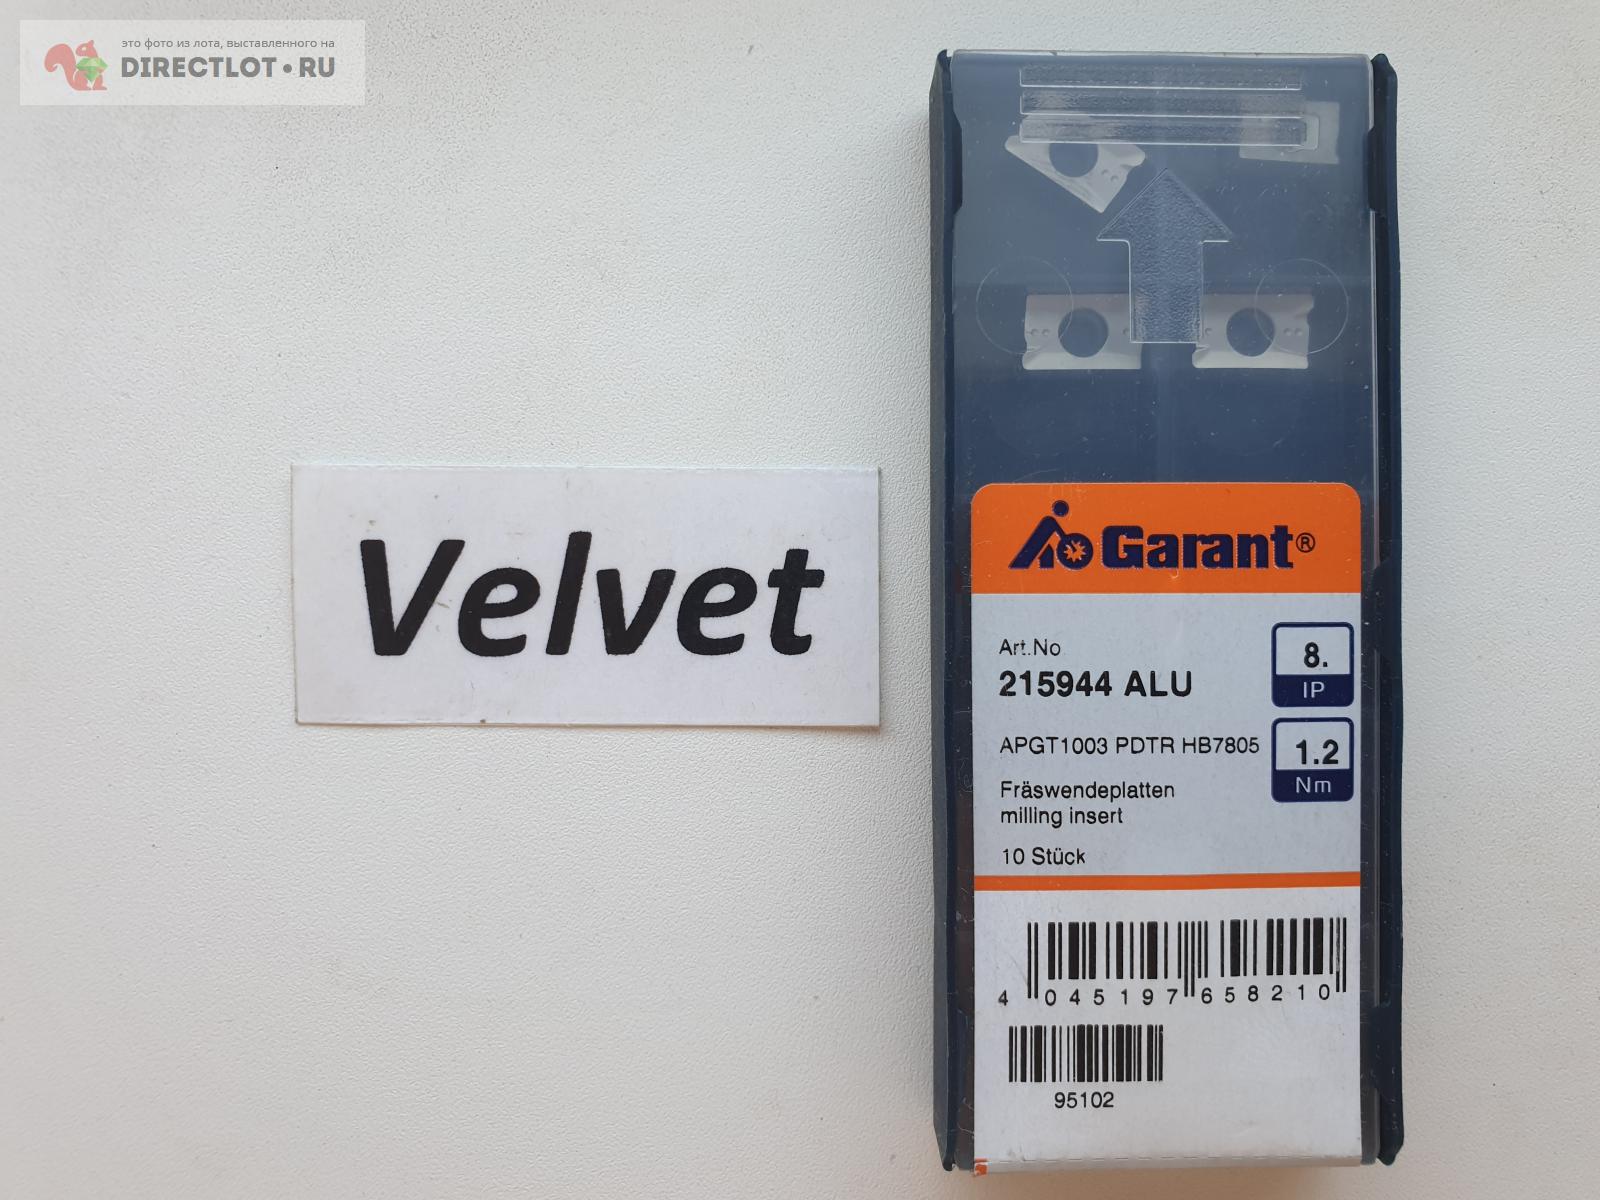 это фото из лота, выставленного на
DIRECTLOT•RU
Velvet
Garant®
Art.No
215944 ALU
8.
IP
APGT1003 PDTR HB7805
1.2
Nm
Fräswendeplatten
milling insert
10 Stück
4 045197 658210
95102